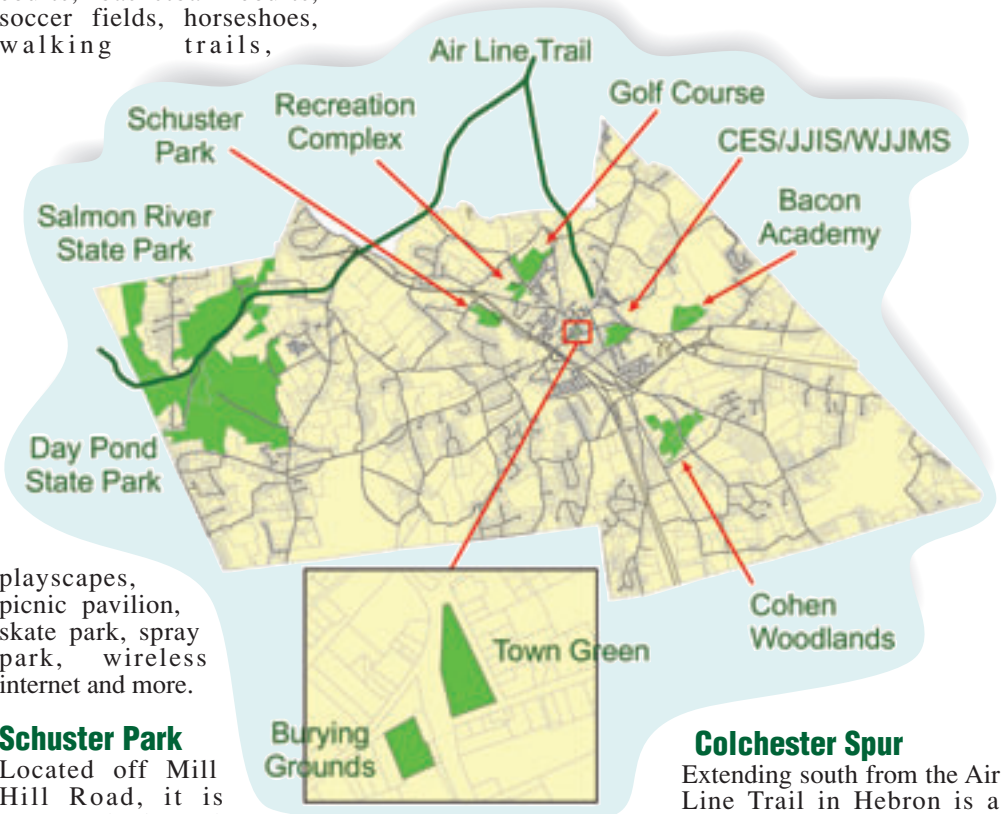 soccer fields, horseshoes,
walking trails,
Air Line Trail
Golf Course
Recreation
Complex
Schuster
Park
CES/JJIS/WJJMS
Bacon
Academy
Salmon River
State Park
Day Pond
State Park
Cohen
Woodlands
Town Green
Burying
Grounds
playscapes,
picnic pavilion,
skate park, spray
park, wireless
internet and more.
Schuster Park
Located off Mill
Hill Road, it is
Colchester Spur
Extending south from the Air
Line Trail in Hebron is a